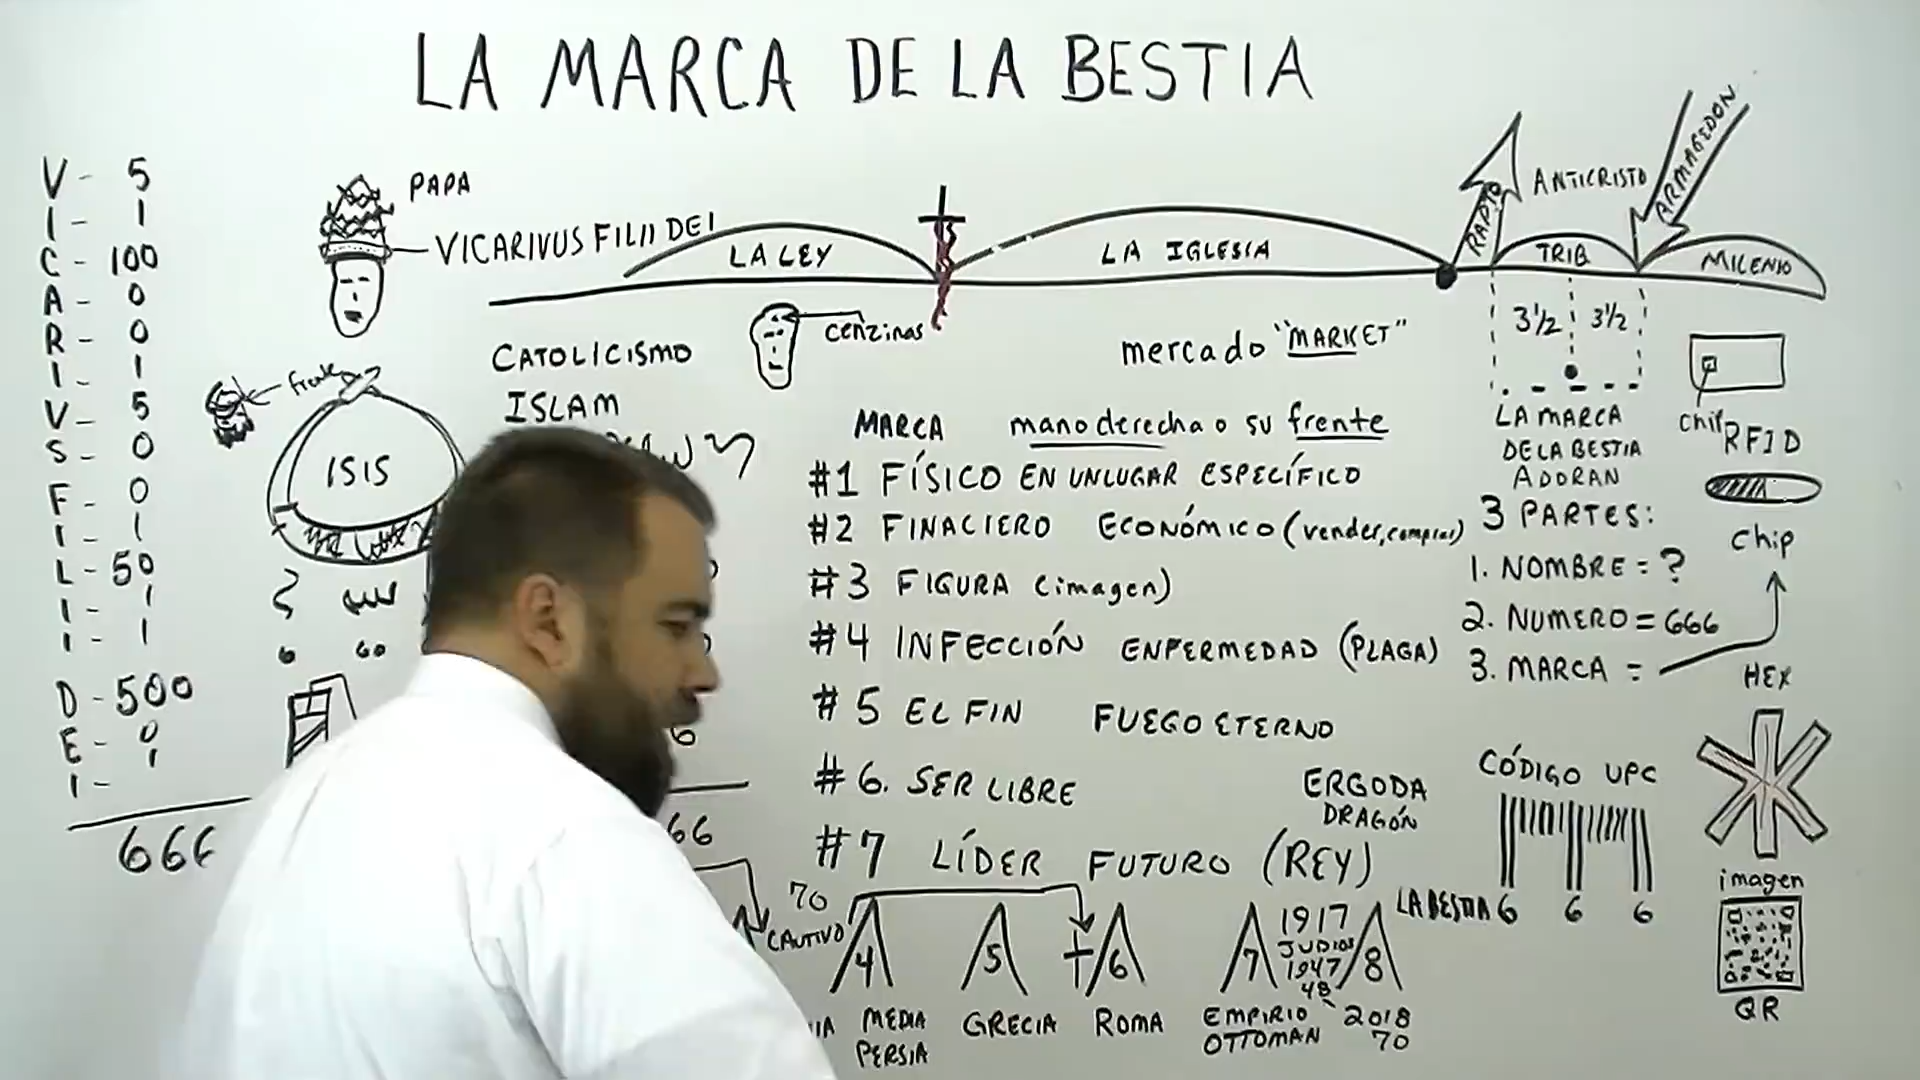 LA MARCA DE LA BESTIA
V - 5
I - 1
C - 100
A - 0
R - 0
I - 1
V - 5
S - 0
F - 0
I - 1
L - 50
I - 1
I - 1
D - 500
E - 0
I - 1
666
PAPA
VICARIVUS FILII DEI
frente
ISIS
6 60
CATOLICISMO
ISLAM
cenzinas
LA LEY
LA IGLESIA
RAPTO
ANTICRISTO
TRIB
ARMAGEDON
MILENIO
3½ 3½
mercado "MARKET"
MARCA mano derecha o su frente
#1 FÍSICO EN UN LUGAR ESPECÍFICO
#2 FINACIERO ECONÓMICO (vender, comprar)
#3 FIGURA (imagen)
#4 INFECCIÓN ENFERMEDAD (PLAGA)
#5 EL FIN FUEGO ETERNO
#6. SER LIBRE
#7 LÍDER FUTURO (REY)
ERGODA
DRAGÓN
6
66
70
CAUTIVO
4 5 6 7 8
1917
JUDIOS
1947
48
IA MEDIA PERSIA
GRECIA
ROMA
EMPIRIO OTTOMAN
2018
70
LA MARCA
DE LA BESTIA
ADORAN
3 PARTES:
1. NOMBRE = ?
2. NUMERO = 666
3. MARCA =
chip
RFID
chip
HEX
CÓDIGO UPC
LA BESTIA 6 6 6
imagen
QR